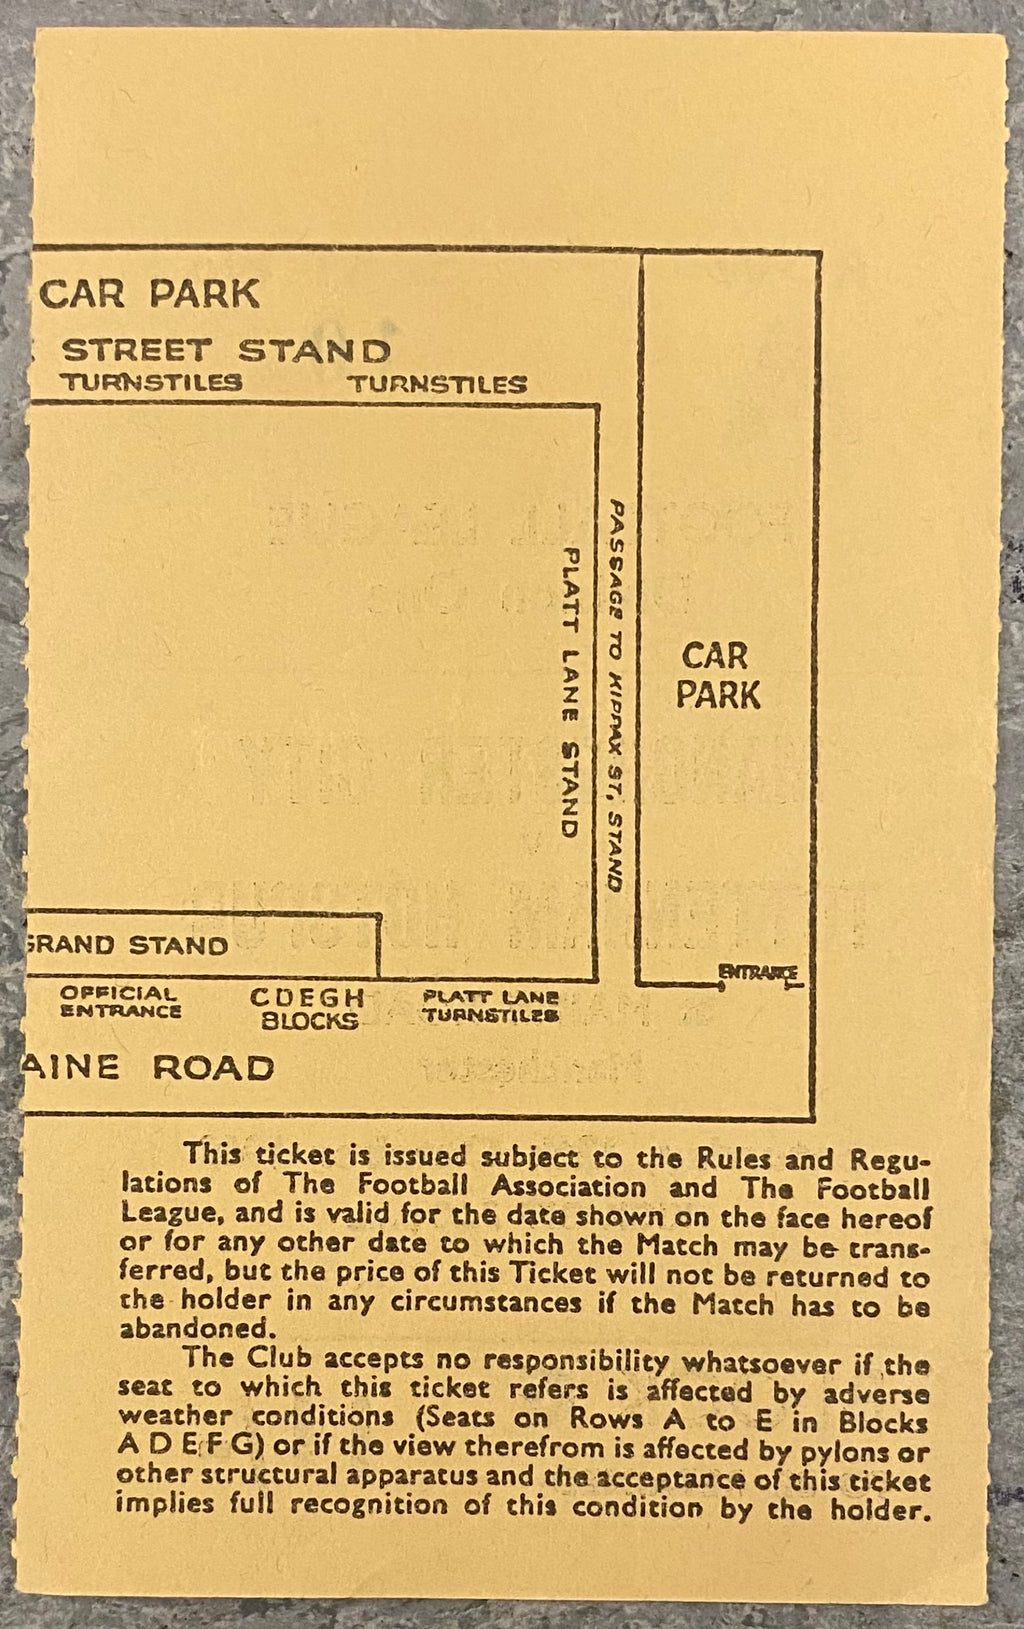 CAR PARK
STREET STAND
TURNSTILES TURNSTILES
PLATT LANE STAND
PASSAGE TO KIPPAX ST, STAND
CAR
PARK
GRAND STAND
ENTRANCE
OFFICIAL
ENTRANCE
C D E G H
BLOCKS
PLATT LANE
TURNSTILES
AINE ROAD
This ticket is issued subject to the Rules and Regu-
lations of The Football Association and The Football
League, and is valid for the date shown on the face hereof
or for any other date to which the Match may be trans-
ferred, but the price of this Ticket will not be returned to
the holder in any circumstances if the Match has to be
abandoned.
The Club accepts no responsibility whatsoever if the
seat to which this ticket refers is affected by adverse
weather conditions (Seats on Rows A to E in Blocks
A D E F G) or if the view therefrom is affected by pylons or
other structural apparatus and the acceptance of this ticket
implies full recognition of this condition by the holder.